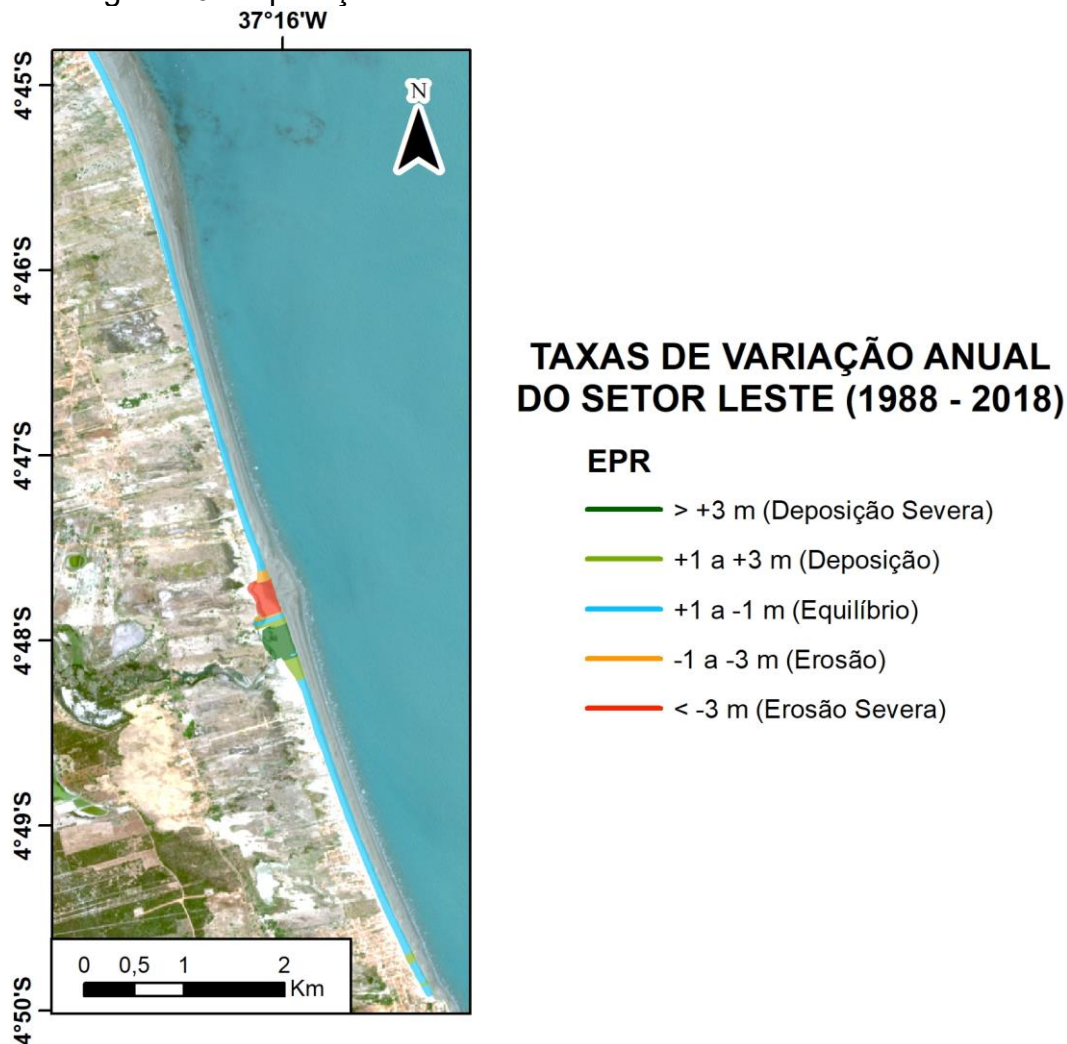 37°16'W
4°45'S
N
4°46'S
4°47'S
TAXAS DE VARIAÇÃO ANUAL
DO SETOR LESTE (1988 - 2018)
EPR
> +3 m (Deposição Severa)
+1 a +3 m (Deposição)
+1 a -1 m (Equilíbrio)
-1 a -3 m (Erosão)
< -3 m (Erosão Severa)
4°48'S
4°49'S
0 0,5 1 2
Km
4°50'S